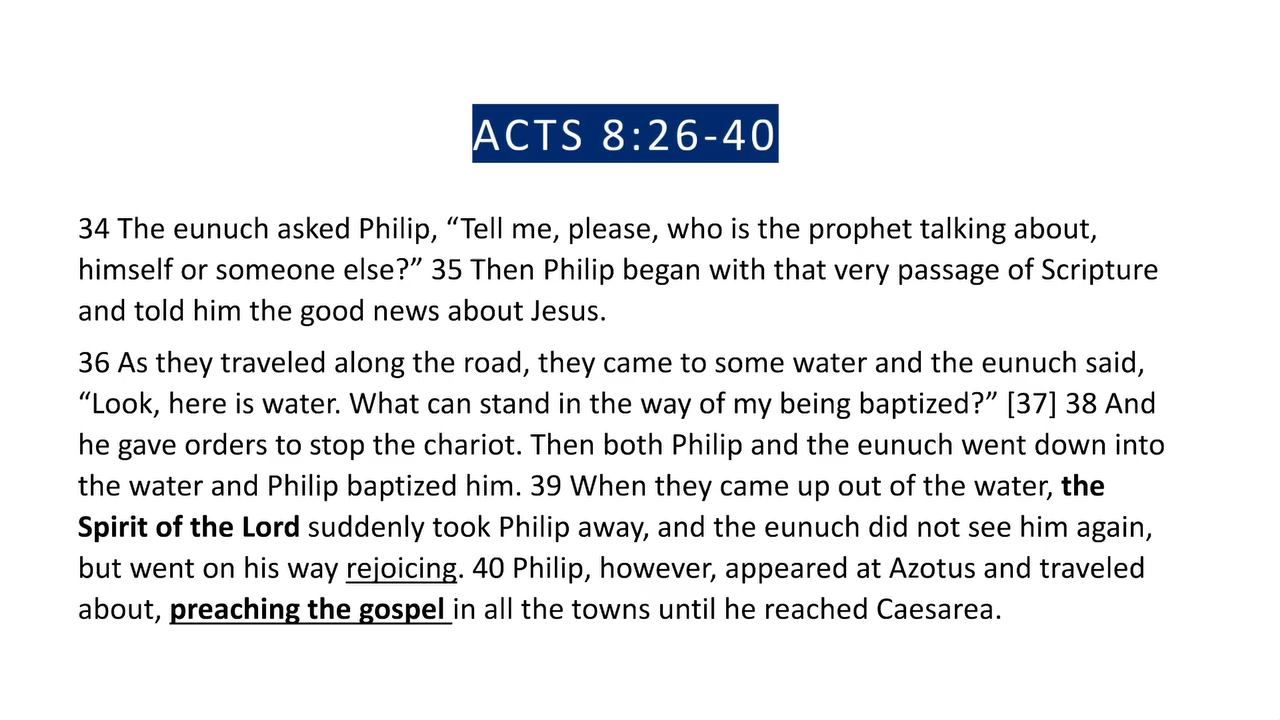 ACTS 8:26-40
34 The eunuch asked Philip, “Tell me, please, who is the prophet talking about,
himself or someone else?” 35 Then Philip began with that very passage of Scripture
and told him the good news about Jesus.
36 As they traveled along the road, they came to some water and the eunuch said,
“Look, here is water. What can stand in the way of my being baptized?” [37] 38 And
he gave orders to stop the chariot. Then both Philip and the eunuch went down into
the water and Philip baptized him. 39 When they came up out of the water, the
Spirit of the Lord suddenly took Philip away, and the eunuch did not see him again,
but went on his way rejoicing. 40 Philip, however, appeared at Azotus and traveled
about, preaching the gospel in all the towns until he reached Caesarea.